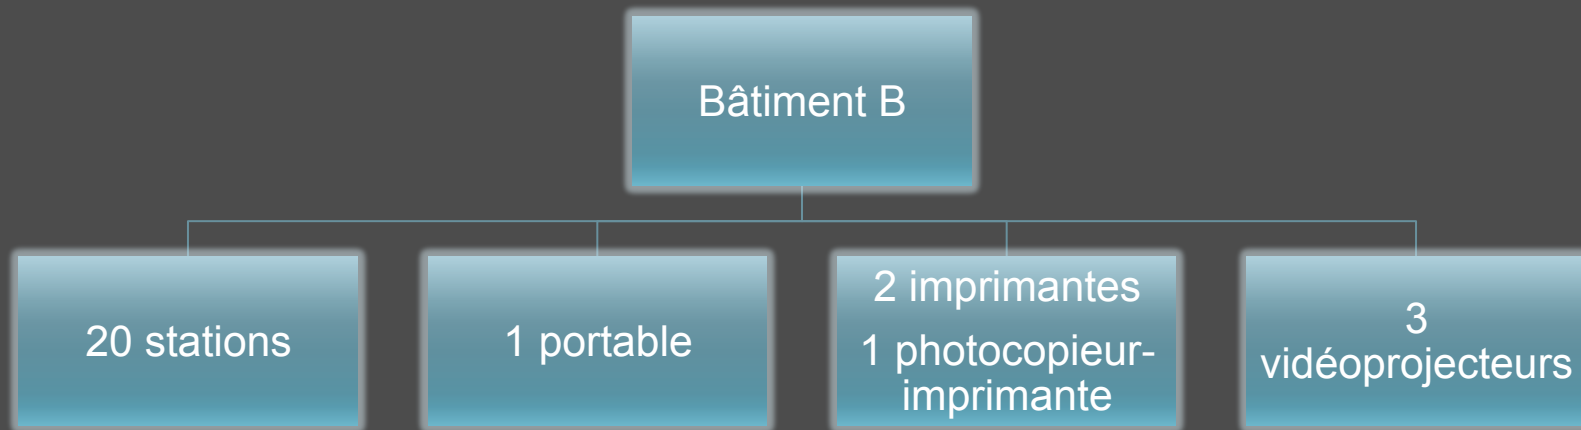 Bâtiment B
20 stations
1 portable
2 imprimantes
1 photocopieur-
imprimante
3
vidéoprojecteurs